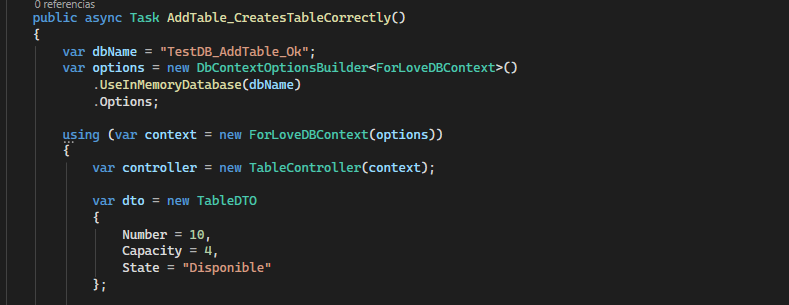 0 referencias
public async Task AddTable_CreatesTableCorrectly()
{
var dbName = "TestDB_AddTable_Ok";
var options = new DbContextOptionsBuilder<ForLoveDBContext>()
.UseInMemoryDatabase(dbName)
.Options;
using (var context = new ForLoveDBContext(options))
{
var controller = new TableController(context);
var dto = new TableDTO
{
Number = 10,
Capacity = 4,
State = "Disponible"
};